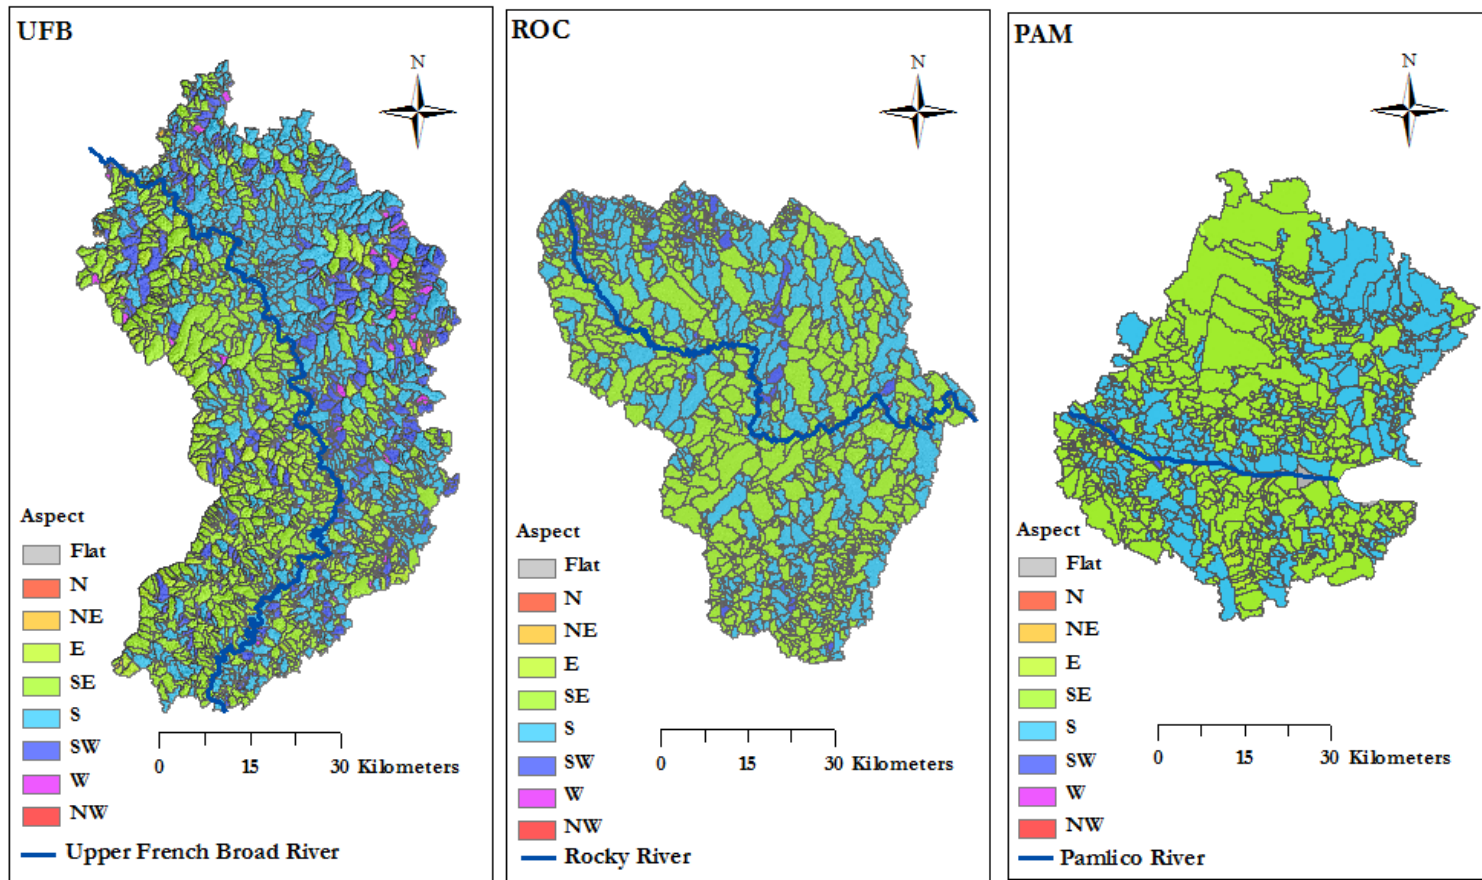 UFB
N
Aspect
Flat
N
NE
E
SE
S
SW
W
NW
0 15 30 Kilometers
Upper French Broad River
ROC
N
Aspect
Flat
N
NE
E
SE
S
SW
W
NW
0 15 30 Kilometers
Rocky River
PAM
N
Aspect
Flat
N
NE
E
SE
S
SW
W
NW
0 15 30 Kilometers
Pamlico River